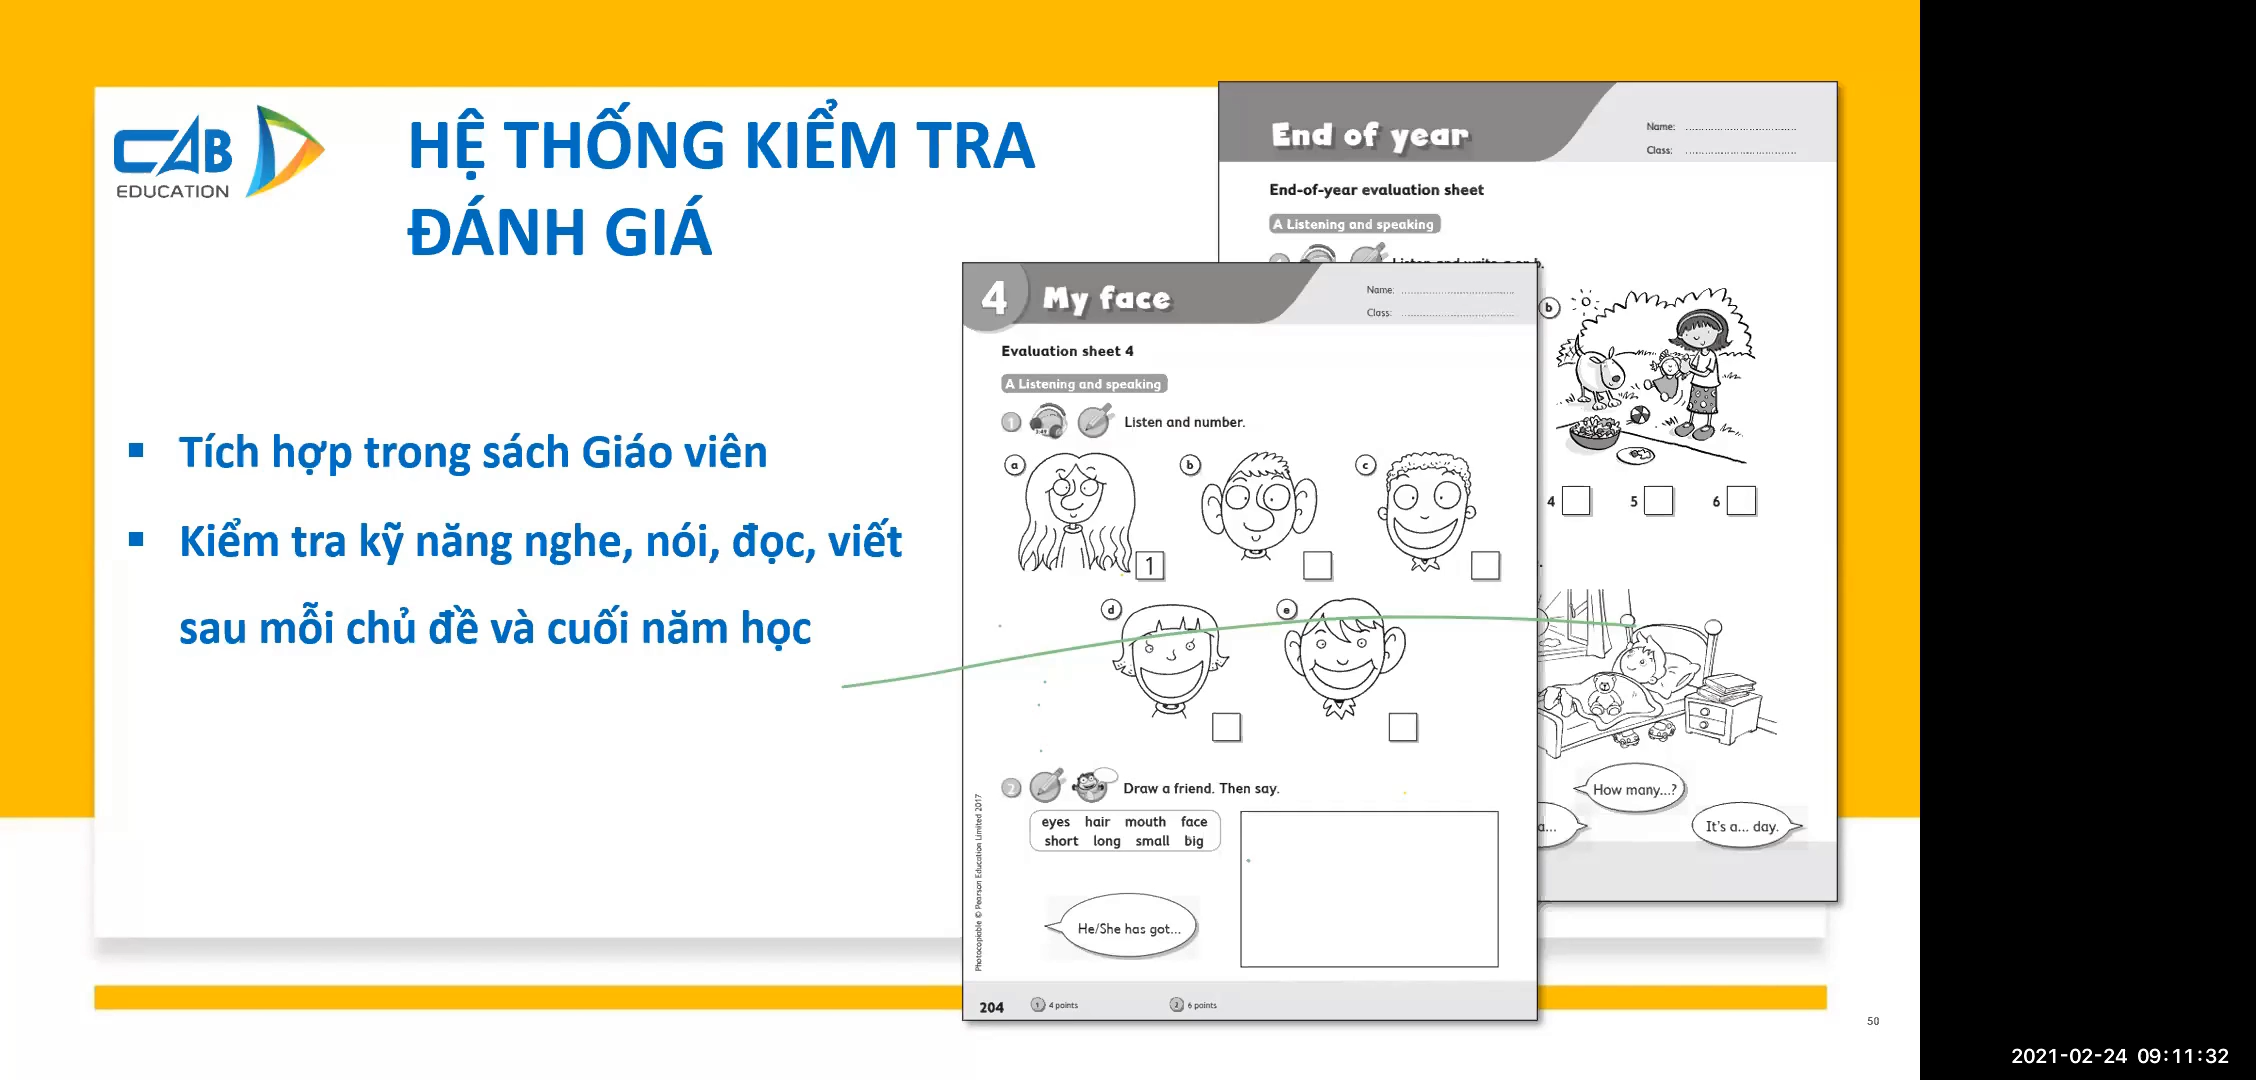 CAB
EDUCATION
HỆ THỐNG KIỂM TRA
ĐÁNH GIÁ
▪ Tích hợp trong sách Giáo viên
▪ Kiểm tra kỹ năng nghe, nói, đọc, viết
sau mỗi chủ đề và cuối năm học
End of year
Name:
Class:
End-of-year evaluation sheet
A Listening and speaking
b
4 5 6
How many...?
a...
It's a... day.
4 My face
Name:
Class:
Evaluation sheet 4
A Listening and speaking
1 Listen and number.
a b c
1
d e
2 Draw a friend. Then say.
eyes hair mouth face
short long small big
He/She has got...
Photocopiable © Pearson Education Limited 2017
204 1 4 points 2 6 points
50
2021-02-24 09:11:32